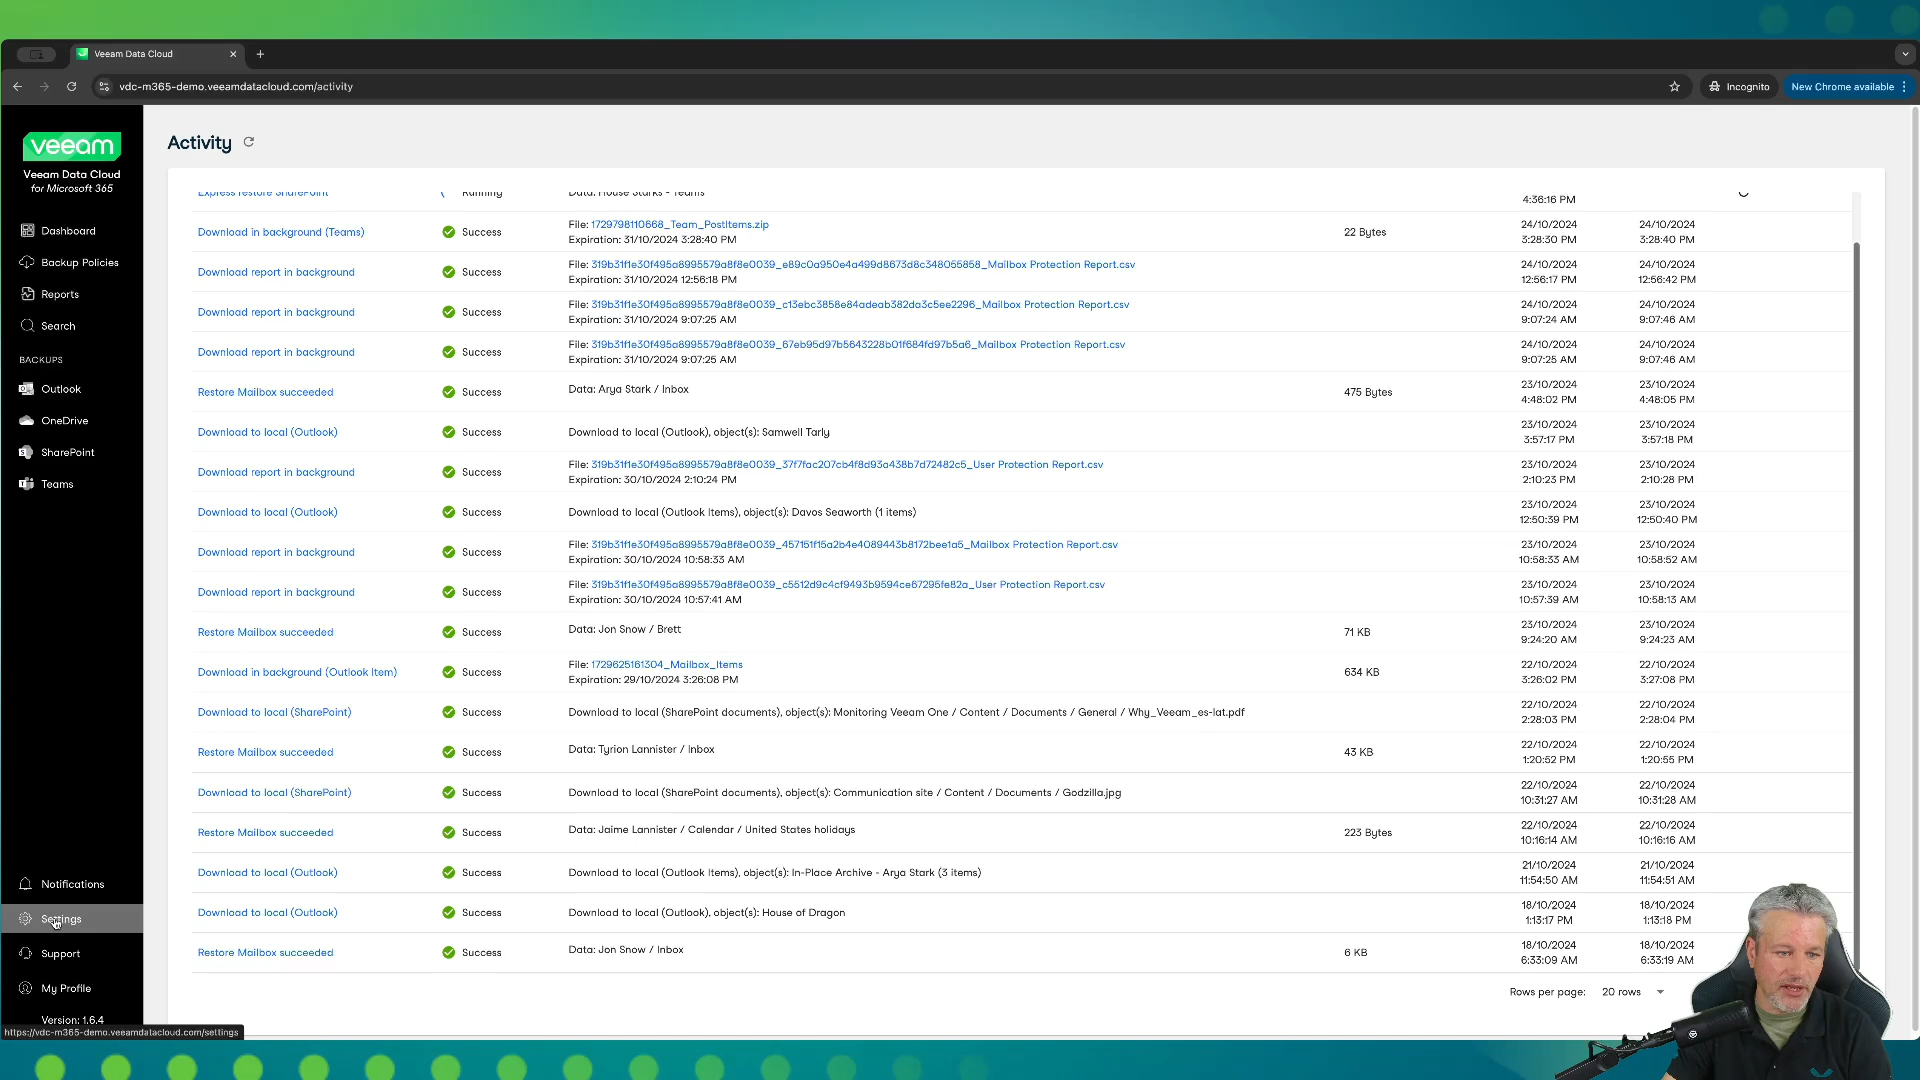 Veeam Data Cloud
vdc-m365-demo.veeamdatacloud.com/activity
Incognito
New Chrome available
veeam
Veeam Data Cloud
for Microsoft 365
Dashboard
Backup Policies
Reports
Search
BACKUPS
Outlook
OneDrive
SharePoint
Teams
Notifications
Settings
Support
My Profile
Version: 1.6.4
https://vdc-m365-demo.veeamdatacloud.com/settings
Activity
Express restore SharePoint Running Data: House Starks - Teams 4:36:16 PM
Download in background (Teams) Success File: 1729798110668_Team_PostItems.zip 22 Bytes 24/10/2024 24/10/2024
Expiration: 31/10/2024 3:28:40 PM 3:28:30 PM 3:28:40 PM
Download report in background Success File: 319b31f1e30f495a8995579a8f8e0039_e89c0a950e4a499d8673d8c348055858_Mailbox Protection Report.csv 24/10/2024 24/10/2024
Expiration: 31/10/2024 12:56:18 PM 12:56:17 PM 12:56:42 PM
Download report in background Success File: 319b31f1e30f495a8995579a8f8e0039_c13ebc3858e84adeab382da3c5ee2296_Mailbox Protection Report.csv 24/10/2024 24/10/2024
Expiration: 31/10/2024 9:07:25 AM 9:07:24 AM 9:07:46 AM
Download report in background Success File: 319b31f1e30f495a8995579a8f8e0039_67eb95d97b5643228b01f684fd97b5a6_Mailbox Protection Report.csv 24/10/2024 24/10/2024
Expiration: 31/10/2024 9:07:25 AM 9:07:25 AM 9:07:46 AM
Restore Mailbox succeeded Success Data: Arya Stark / Inbox 475 Bytes 23/10/2024 23/10/2024
4:48:02 PM 4:48:05 PM
Download to local (Outlook) Success Download to local (Outlook), object(s): Samwell Tarly 23/10/2024 23/10/2024
3:57:17 PM 3:57:18 PM
Download report in background Success File: 319b31f1e30f495a8995579a8f8e0039_37f7fac207cb4f8d93a438b7d72482c5_User Protection Report.csv 23/10/2024 23/10/2024
Expiration: 30/10/2024 2:10:24 PM 2:10:23 PM 2:10:28 PM
Download to local (Outlook) Success Download to local (Outlook Items), object(s): Davos Seaworth (1 items) 23/10/2024 23/10/2024
12:50:39 PM 12:50:40 PM
Download report in background Success File: 319b31f1e30f495a8995579a8f8e0039_457151f15a2b4e4089443b8172bee1a5_Mailbox Protection Report.csv 23/10/2024 23/10/2024
Expiration: 30/10/2024 10:58:33 AM 10:58:33 AM 10:58:52 AM
Download report in background Success File: 319b31f1e30f495a8995579a8f8e0039_c5512d9c4cf9493b9594ce67295fe82a_User Protection Report.csv 23/10/2024 23/10/2024
Expiration: 30/10/2024 10:57:41 AM 10:57:39 AM 10:58:13 AM
Restore Mailbox succeeded Success Data: Jon Snow / Brett 71 KB 23/10/2024 23/10/2024
9:24:20 AM 9:24:23 AM
Download in background (Outlook Item) Success File: 1729625161304_Mailbox_Items 634 KB 22/10/2024 22/10/2024
Expiration: 29/10/2024 3:26:08 PM 3:26:02 PM 3:27:08 PM
Download to local (SharePoint) Success Download to local (SharePoint documents), object(s): Monitoring Veeam One / Content / Documents / General / Why_Veeam_es-lat.pdf 22/10/2024 22/10/2024
2:28:03 PM 2:28:04 PM
Restore Mailbox succeeded Success Data: Tyrion Lannister / Inbox 43 KB 22/10/2024 22/10/2024
1:20:52 PM 1:20:55 PM
Download to local (SharePoint) Success Download to local (SharePoint documents), object(s): Communication site / Content / Documents / Godzilla.jpg 22/10/2024 22/10/2024
10:31:27 AM 10:31:28 AM
Restore Mailbox succeeded Success Data: Jaime Lannister / Calendar / United States holidays 223 Bytes 22/10/2024 22/10/2024
10:16:14 AM 10:16:16 AM
Download to local (Outlook) Success Download to local (Outlook Items), object(s): In-Place Archive - Arya Stark (3 items) 21/10/2024 21/10/2024
11:54:50 AM 11:54:51 AM
Download to local (Outlook) Success Download to local (Outlook), object(s): House of Dragon 18/10/2024 18/10/2024
1:13:17 PM 1:13:18 PM
Restore Mailbox succeeded Success Data: Jon Snow / Inbox 6 KB 18/10/2024 18/10/2024
6:33:09 AM 6:33:19 AM
Rows per page: 20 rows